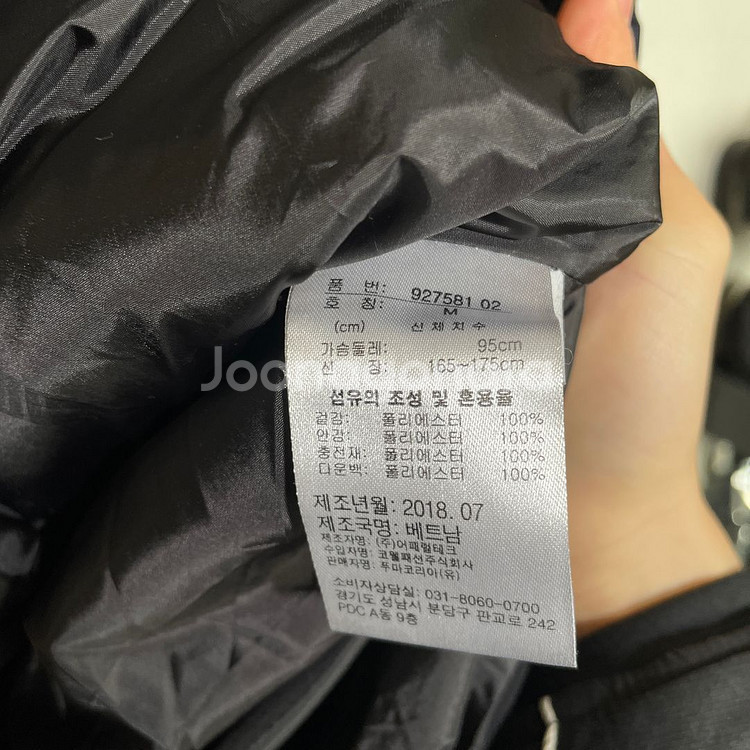 품 번: 927581 02
호 칭: M
(cm) 신체치수
가슴둘레: 95cm
신 장: 165~175cm
섬유의 조성 및 혼용율
겉감: 폴리에스터 100%
안감: 폴리에스터 100%
충전재: 폴리에스터 100%
다운백: 폴리에스터 100%
제조년월: 2018. 07
제조국명: 베트남
제조자명: (주)어패럴테크
수입자명: 코웰패션주식회사
판매자명: 푸마코리아(유)
소비자상담실: 031-8060-0700
경기도 성남시 분당구 판교로 242
PDC A동 9층